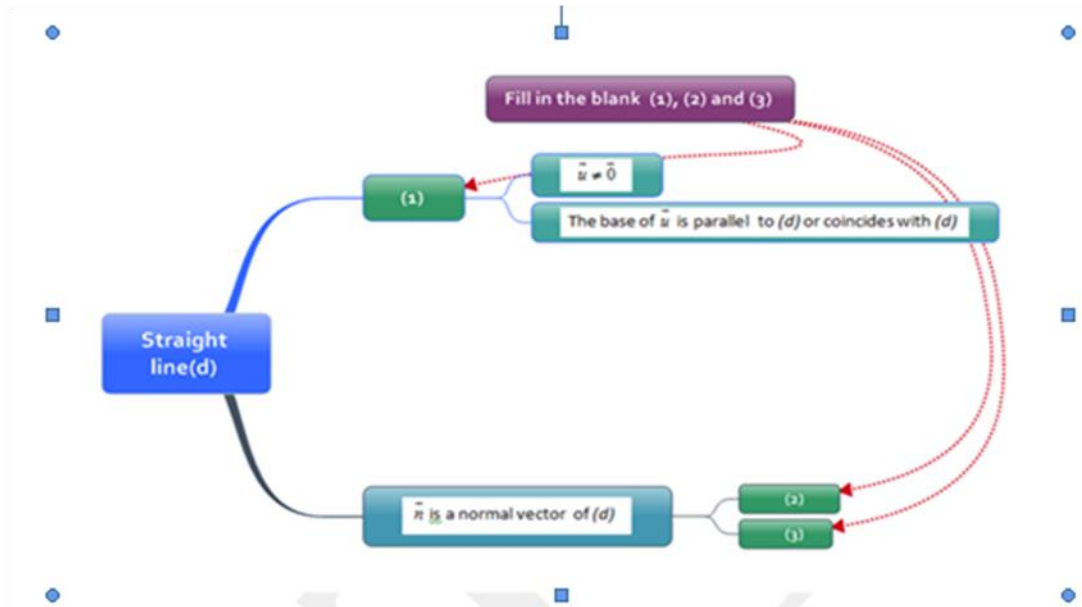 Fill in the blank (1), (2) and (3)
u⃗ ≠ 0⃗
(1)
The base of u⃗ is parallel to (d) or coincides with (d)
Straight
line(d)
n⃗ is a normal vector of (d)
(2)
(3)